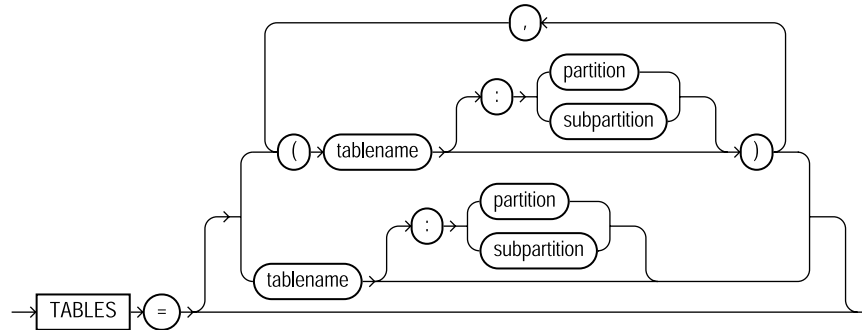 ,
partition
:
subpartition
( tablename )
partition
:
subpartition
tablename
TABLES =